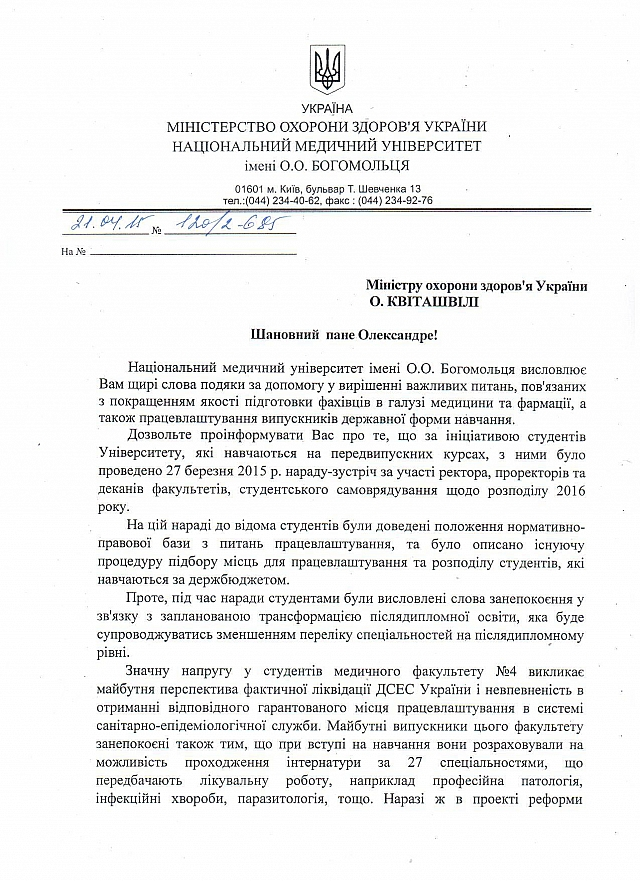 УКРАЇНА
МІНІСТЕРСТВО ОХОРОНИ ЗДОРОВ'Я УКРАЇНИ
НАЦІОНАЛЬНИЙ МЕДИЧНИЙ УНІВЕРСИТЕТ
імені О.О. БОГОМОЛЬЦЯ
01601 м. Київ, бульвар Т. Шевченка 13
тел.:(044) 234-40-62, факс : (044) 234-92-76
21.04.15 № 120/2-685
На №
Міністру охорони здоров'я України
О. КВІТАШВІЛІ
Шановний пане Олександре!
Національний медичний університет імені О.О. Богомольця висловлює
Вам щирі слова подяки за допомогу у вирішенні важливих питань, пов'язаних
з покращенням якості підготовки фахівців в галузі медицини та фармації, а
також працевлаштування випускників державної форми навчання.
Дозвольте проінформувати Вас про те, що за ініціативою студентів
Університету, які навчаються на передвипускних курсах, з ними було
проведено 27 березня 2015 р. нараду-зустріч за участі ректора, проректорів та
деканів факультетів, студентського самоврядування щодо розподілу 2016
року.
На цій нараді до відома студентів були доведені положення нормативно-
правової бази з питань працевлаштування, та було описано існуючу
процедуру підбору місць для працевлаштування та розподілу студентів, які
навчаються за держбюджетом.
Проте, під час наради студентами були висловлені слова занепокоєння у
зв'язку з запланованою трансформацією післядипломної освіти, яка буде
супроводжуватись зменшенням переліку спеціальностей на післядипломному
рівні.
Значну напругу у студентів медичного факультету №4 викликає
майбутня перспектива фактичної ліквідації ДСЕС України і невпевненість в
отриманні відповідного гарантованого місця працевлаштування в системі
санітарно-епідеміологічної служби. Майбутні випускники цього факультету
занепокоєні також тим, що при вступі на навчання вони розраховували на
можливість проходження інтернатури за 27 спеціальностями, що
передбачають лікувальну роботу, наприклад професійна патологія,
інфекційні хвороби, паразитологія, тощо. Наразі ж в проекті реформи